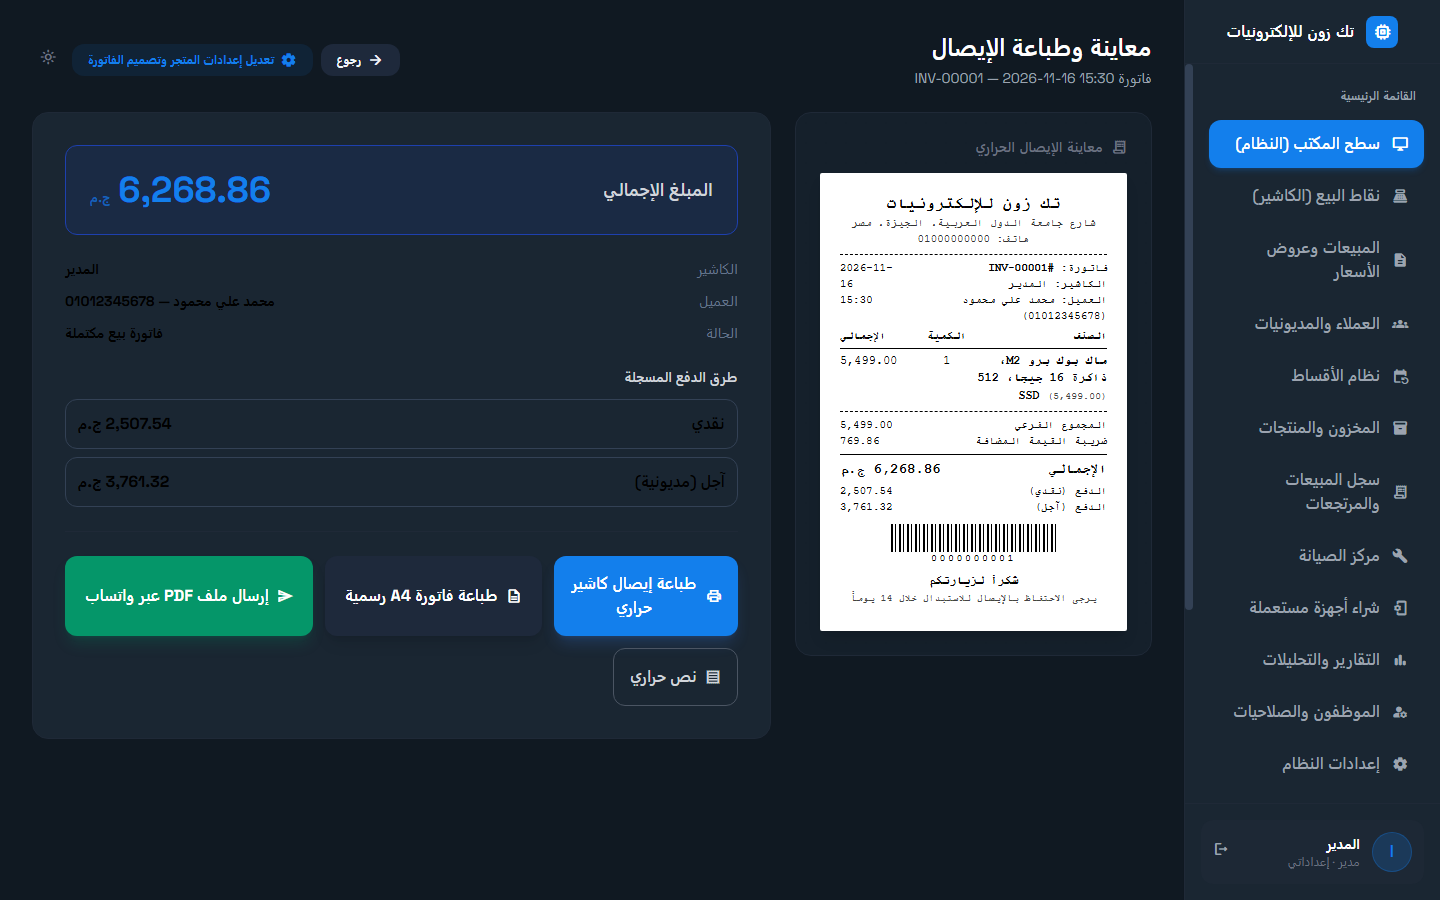 تك زون للإلكترونيات
القائمة الرئيسية
سطح المكتب (النظام)
نقاط البيع (الكاشير)
المبيعات وعروض
الأسعار
العملاء والمديونيات
نظام الأقساط
المخزون والمنتجات
سجل المبيعات
والمرتجعات
مركز الصيانة
شراء أجهزة مستعملة
التقارير والتحليلات
الموظفون والصلاحيات
إعدادات النظام
ا
المدير
مدير · إعداداتي
معاينة وطباعة الإيصال
فاتورة INV-00001 — 2026-11-16 15:30
رجوع
تعديل إعدادات المتجر وتصميم الفاتورة
معاينة الإيصال الحراري
تك زون للإلكترونيات
شارع جامعة الدول العربية، الجيزة، مصر
هاتف: 01000000000
فاتورة: #INV-00001 2026-11-
الكاشير: المدير 16
العميل: محمد علي محمود 15:30
(01012345678)
الصنف الكمية الإجمالي
ماك بوك برو M2، 1 5,499.00
ذاكرة 16 جيجا، 512
SSD (5,499.00)
المجموع الفرعي 5,499.00
ضريبة القيمة المضافة 769.86
الإجمالي 6,268.86 ج.م
الدفع (نقدي) 2,507.54
الدفع (آجل) 3,761.32
0000000001
شكراً لزيارتكم
يرجى الاحتفاظ بالإيصال للاستبدال خلال 14 يوماً
المبلغ الإجمالي 6,268.86 ج.م
الكاشير المدير
العميل محمد علي محمود — 01012345678
الحالة فاتورة بيع مكتملة
طرق الدفع المسجلة
نقدي 2,507.54 ج.م
آجل (مديونية) 3,761.32 ج.م
طباعة إيصال كاشير
حراري
طباعة فاتورة A4 رسمية
إرسال ملف PDF عبر واتساب
نص حراري